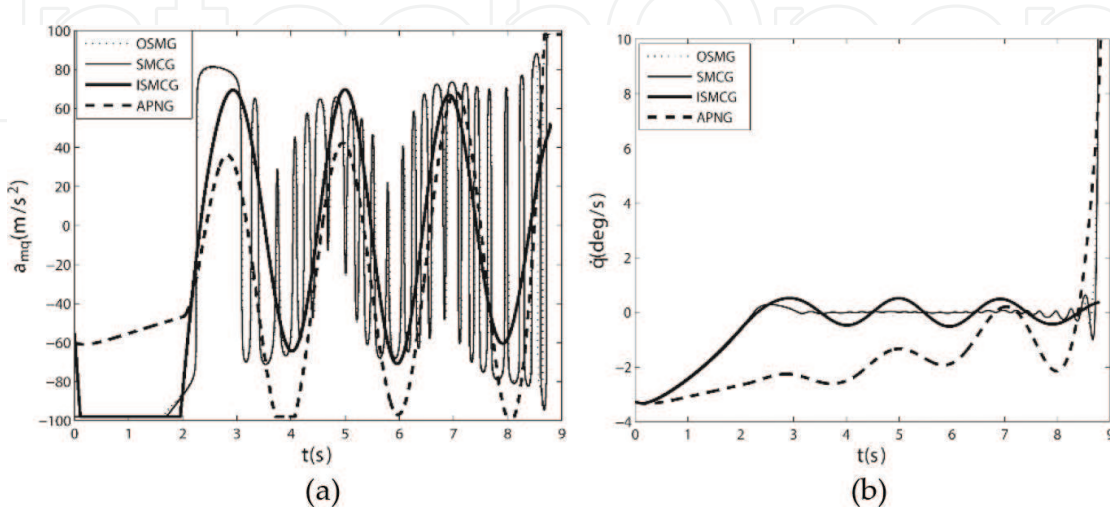 InTechOpen
OSMG
SMCG
ISMCG
APNG
100
80
60
40
20
0
−20
−40
−60
−80
−100
0 1 2 3 4 5 6 7 8 9
a_mq(m/s²)
t(s)
(a)
OSMG
SMCG
ISMCG
APNG
10
8
6
4
2
0
−2
−4
0 1 2 3 4 5 6 7 8 9
q̇(deg/s)
t(s)
(b)